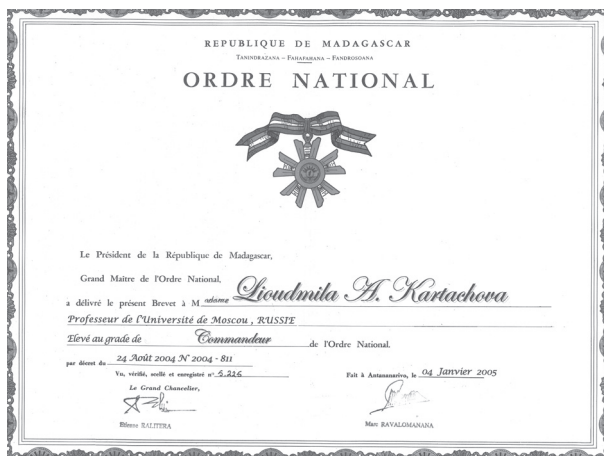 REPUBLIQUE DE MADAGASCAR
TANINDRAZANA – FAHAFAHANA – FANDROSOANA
ORDRE NATIONAL
Le Président de la République de Madagascar,
Grand Maître de l'Ordre National,
a délivré le présent Brevet à Madame Lioudmila A. Kartachova
Professeur de l'Université de Moscou , RUSSIE
Elevé au grade de Commandeur de l'Ordre National.
par décret du 24 Août 2004 N° 2004 - 811
Vu, vérifié, scellé et enregistré n° 5.226
Fait à Antananarivo, le 04 Janvier 2005
Le Grand Chancelier,
Etienne RALITERA
Marc RAVALOMANANA